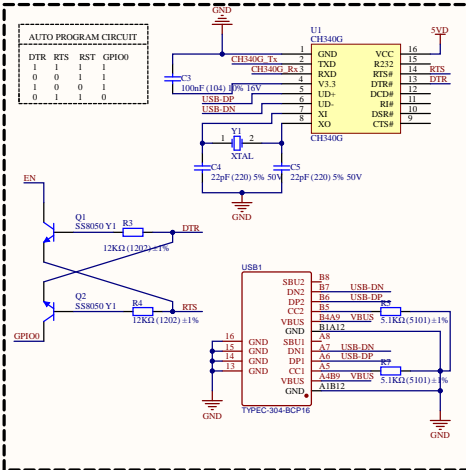 AUTO PROGRAM CIRCUIT
DTR RTS RST GPIO0
1 1 1 1
0 0 1 1
1 0 0 1
0 1 1 0
GND
U1
CH340G
1 GND VCC 16 5VD
CH340G_Tx 2 TXD R232 15
CH340G_Rx 3 RXD RTS# 14 RTS
4 V3.3 DTR# 13 DTR
C3
100nF (104) 10% 16V
USB-DP 5 UD+ DCD# 12
USB-DN 6 UD- RI# 11
7 XI DSR# 10
8 XO CTS# 9
CH340G
Y1
1 2
XTAL
C4
22pF (220) 5% 50V
C5
22pF (220) 5% 50V
GND
EN
Q1
SS8050 Y1
R3
DTR
12KΩ (1202) ±1%
Q2
SS8050 Y1
R4
RTS
12KΩ (1202) ±1%
GPIO0
USB1
SBU2 B8
DN2 B7 USB-DN
DP2 B6 USB-DP
CC2 B5 R5
VBUS B4A9 VBUS 5.1KΩ (5101) ±1%
GND B1A12
16 GND SBU1 A8
15 GND DN1 A7 USB-DN
14 GND DP1 A6 USB-DP
13 GND CC1 A5 R7
VBUS A4B9 VBUS 5.1KΩ (5101) ±1%
GND A1B12
TYPEC-304-BCP16
GND
GND